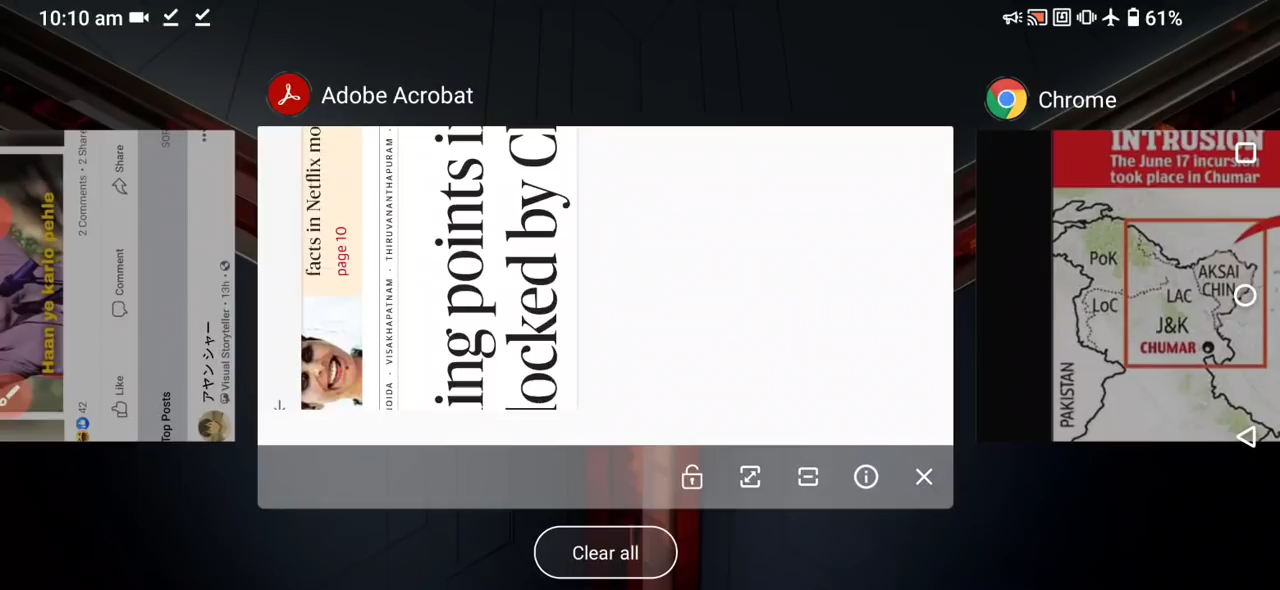 10:10 am
61%
Adobe Acrobat
Chrome
Haan ye karlo pehle
42
2 Comments • 2 Share
Like
Comment
Share
Top Posts
アヤン シャー
Visual Storyteller • 13h •
facts in Netflix mo
page 10
OIDA · VISAKHAPATNAM · THIRUVANANTHAPURAM ·
ing points i
locked by C
INTRUSION
The June 17 incursion
took place in Chumar
PoK
AKSAI
CHIN
LoC
LAC
J&K
CHUMAR
PAKISTAN
Clear all